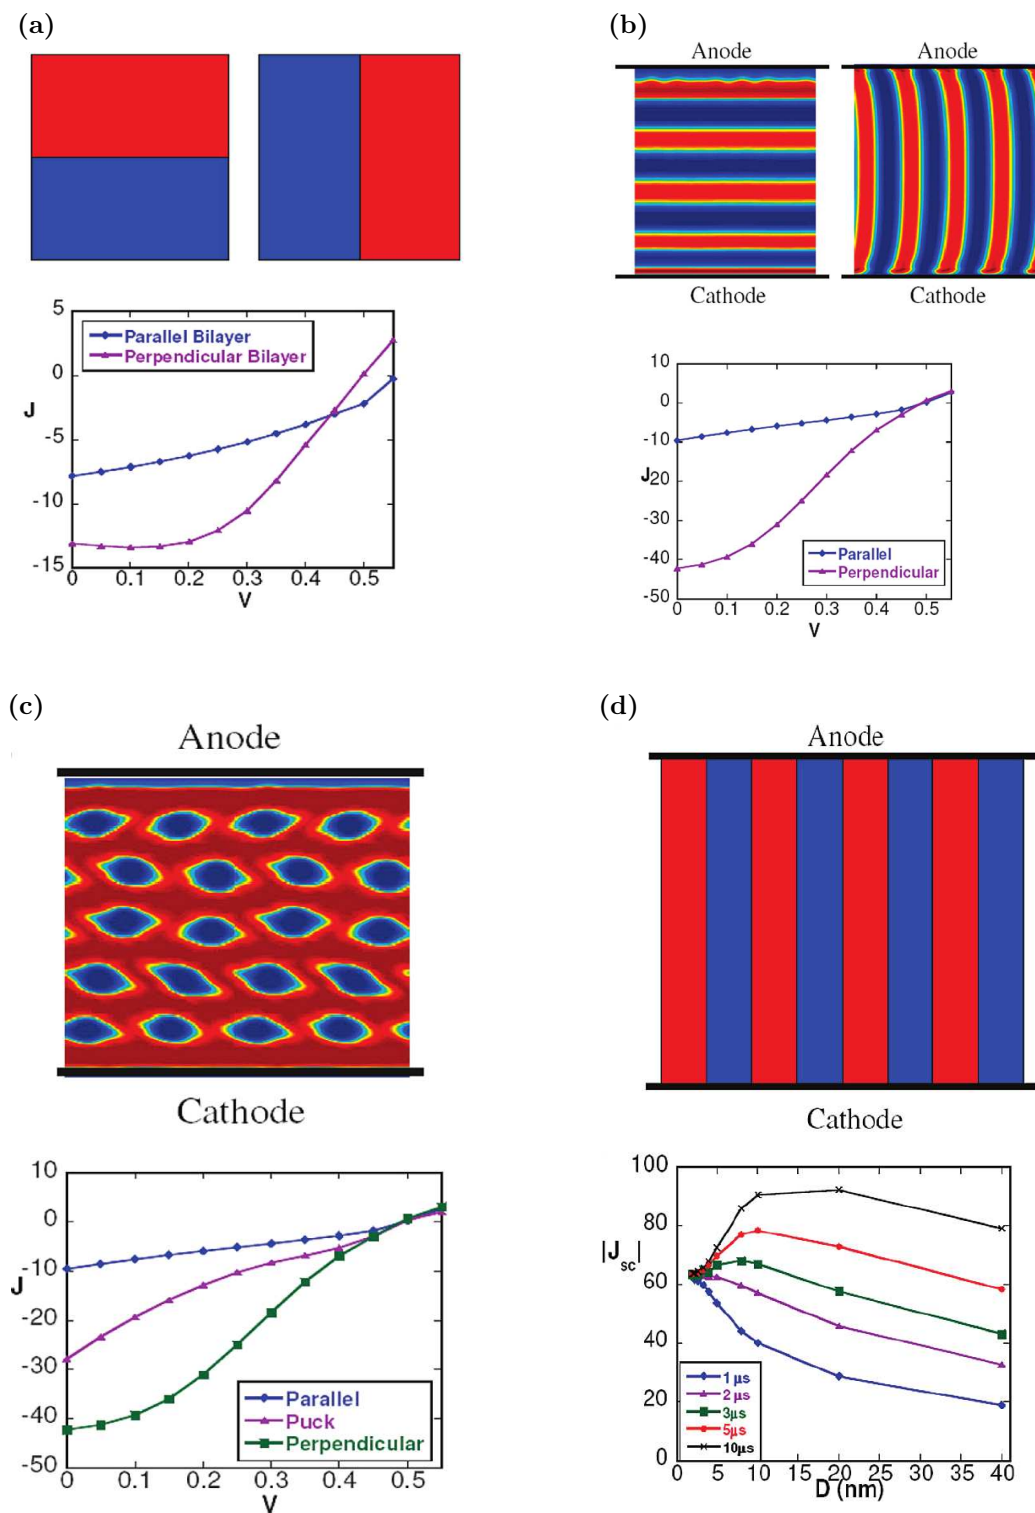 (a)
5
0
-5
-10
-15
J
Parallel Bilayer
Perpendicular Bilayer
0 0.1 0.2 0.3 0.4 0.5
V
(b)
Anode Anode
Cathode Cathode
10
0
-10
-20
J
-30
-40
-50
Parallel
Perpendicular
0 0.1 0.2 0.3 0.4 0.5
V
(c)
Anode
Cathode
10
0
-10
J
-20
-30
-40
-50
Parallel
Puck
Perpendicular
0 0.1 0.2 0.3 0.4 0.5
V
(d)
Anode
Cathode
100
80
|Jsc|
60
40
20
0
1 µs
2 µs
3µs
5µs
10µs
0 5 10 15 20 25 30 35 40
D (nm)